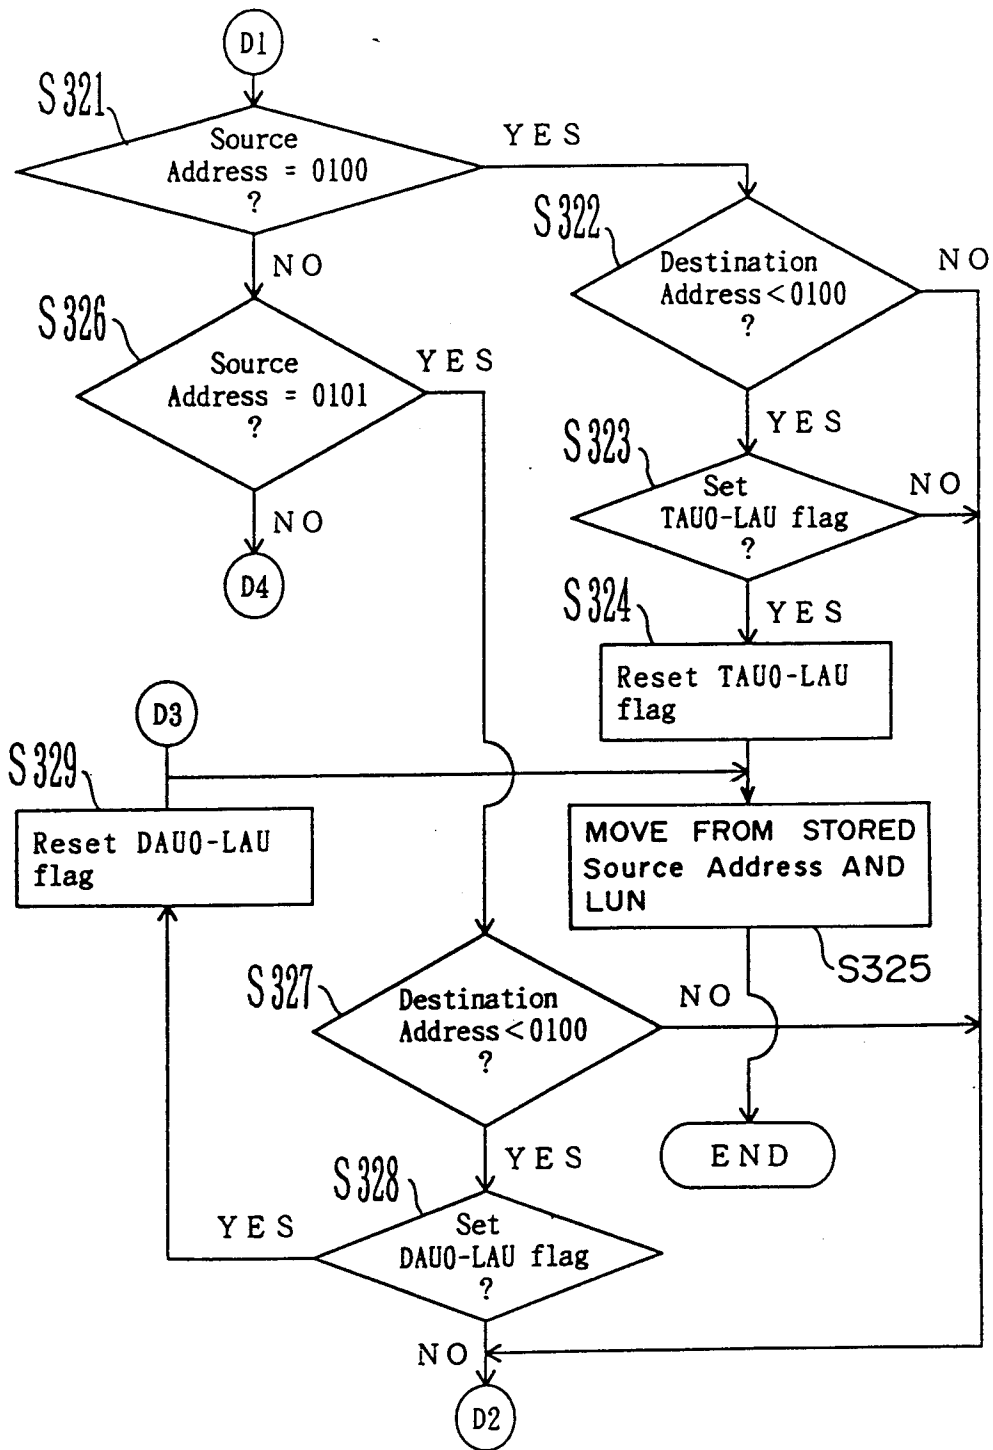 D1
S321
Source
Address = 0100
?
YES
NO
S322
Destination
Address<0100
?
NO
YES
S326
Source
Address = 0101
?
YES
NO
D4
S323
Set
TAU0-LAU flag
?
NO
YES
S324
Reset TAU0-LAU
flag
D3
S329
Reset DAU0-LAU
flag
MOVE FROM STORED
Source Address AND
LUN
S325
S327
Destination
Address<0100
?
NO
YES
END
S328
Set
DAU0-LAU flag
?
YES
NO
D2